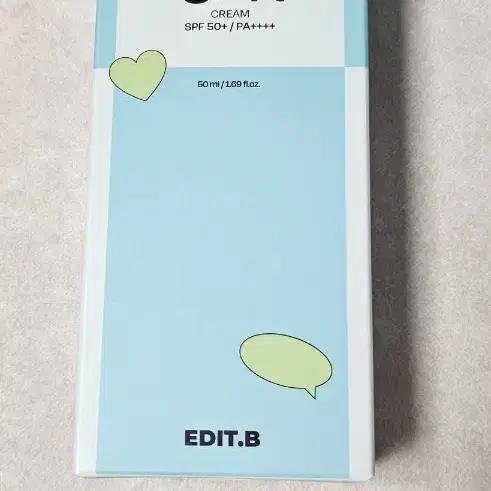 CREAM
SPF 50+ / PA++++
50 ml / 1.69 fl.oz.
EDIT.B